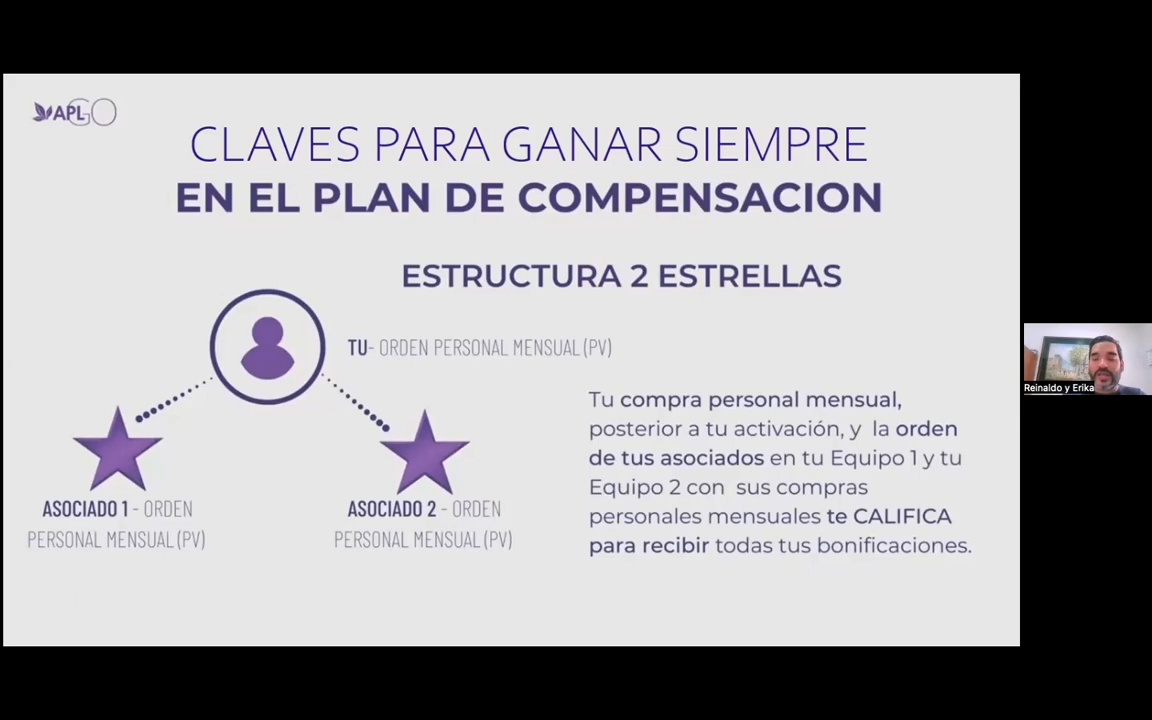 APLGO
CLAVES PARA GANAR SIEMPRE
EN EL PLAN DE COMPENSACION
ESTRUCTURA 2 ESTRELLAS
TU- ORDEN PERSONAL MENSUAL (PV)
ASOCIADO 1 - ORDEN
PERSONAL MENSUAL (PV)
ASOCIADO 2 - ORDEN
PERSONAL MENSUAL (PV)
Tu compra personal mensual,
posterior a tu activación, y la orden
de tus asociados en tu Equipo 1 y tu
Equipo 2 con sus compras
personales mensuales te CALIFICA
para recibir todas tus bonificaciones.
Reinaldo y Erika